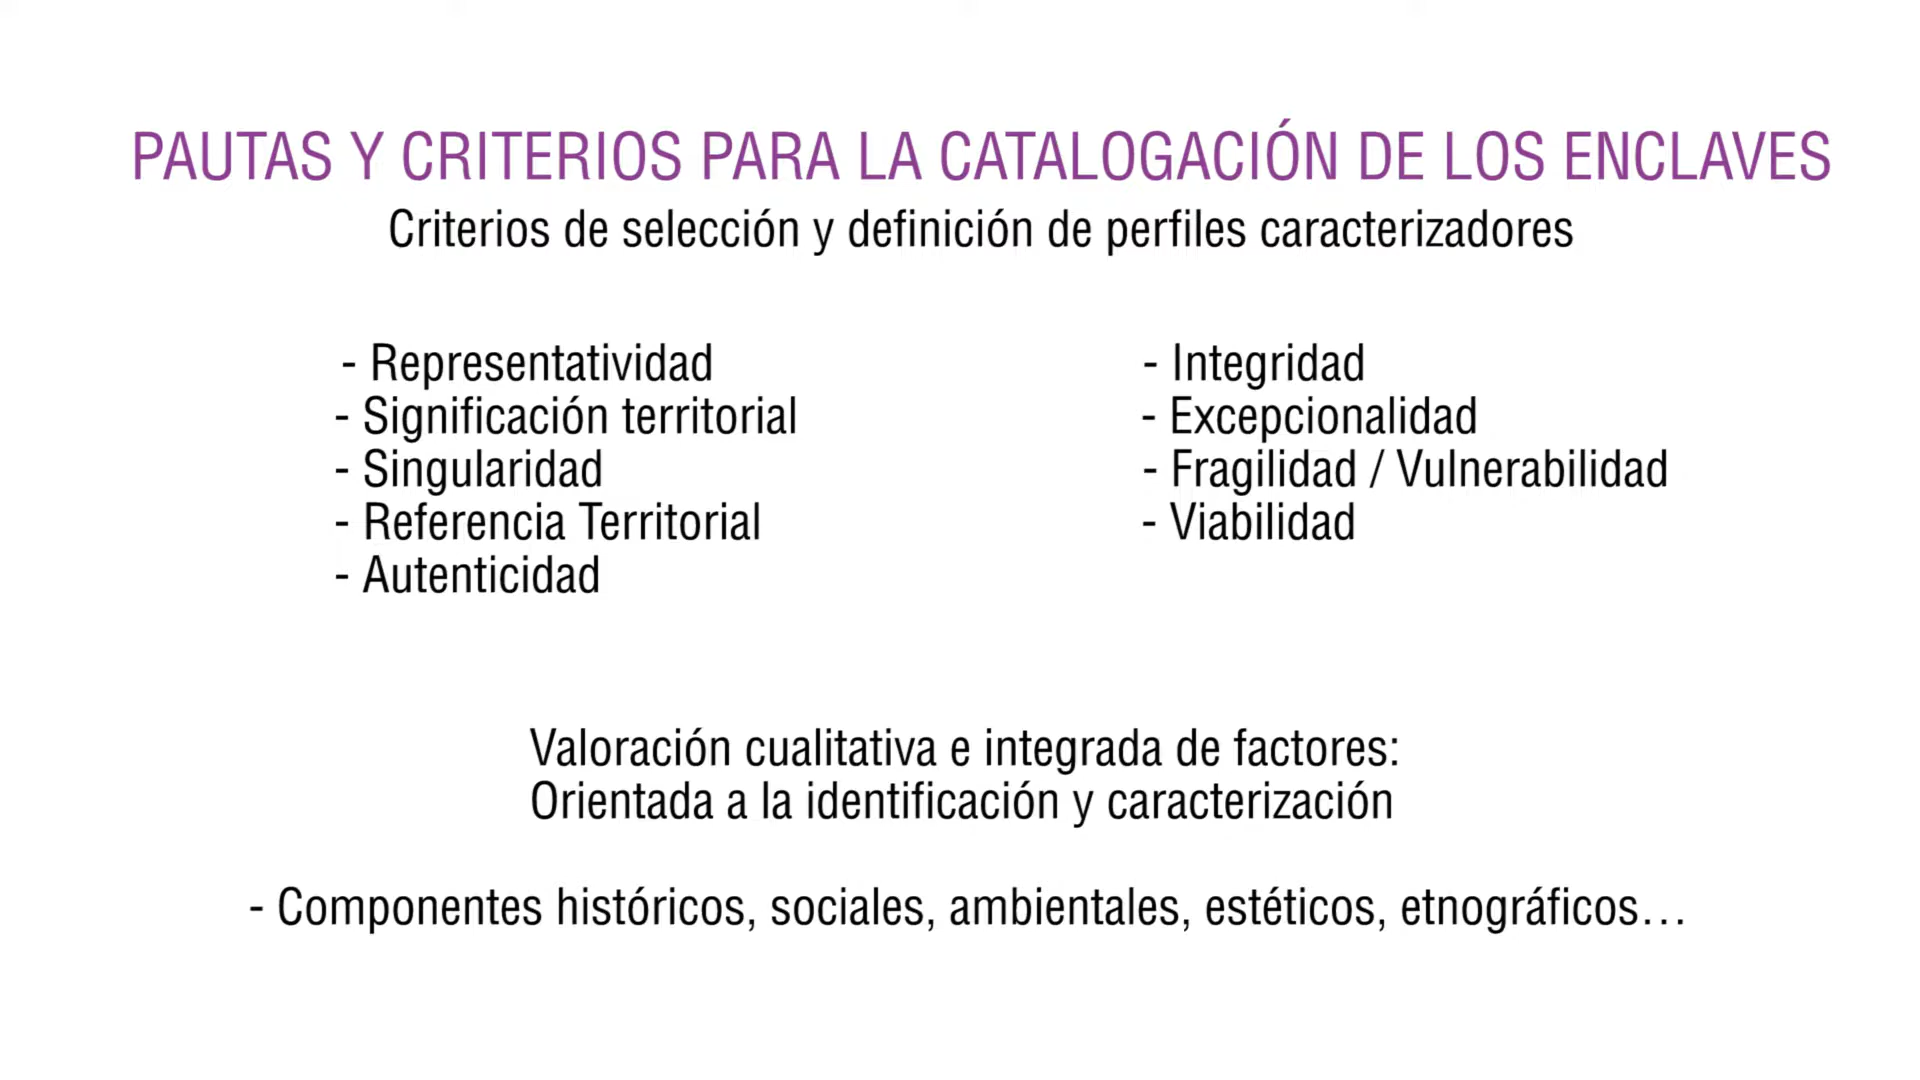 PAUTAS Y CRITERIOS PARA LA CATALOGACIÓN DE LOS ENCLAVES
Criterios de selección y definición de perfiles caracterizadores
- Representatividad
- Significación territorial
- Singularidad
- Referencia Territorial
- Autenticidad
- Integridad
- Excepcionalidad
- Fragilidad / Vulnerabilidad
- Viabilidad
Valoración cualitativa e integrada de factores:
Orientada a la identificación y caracterización
- Componentes históricos, sociales, ambientales, estéticos, etnográficos…